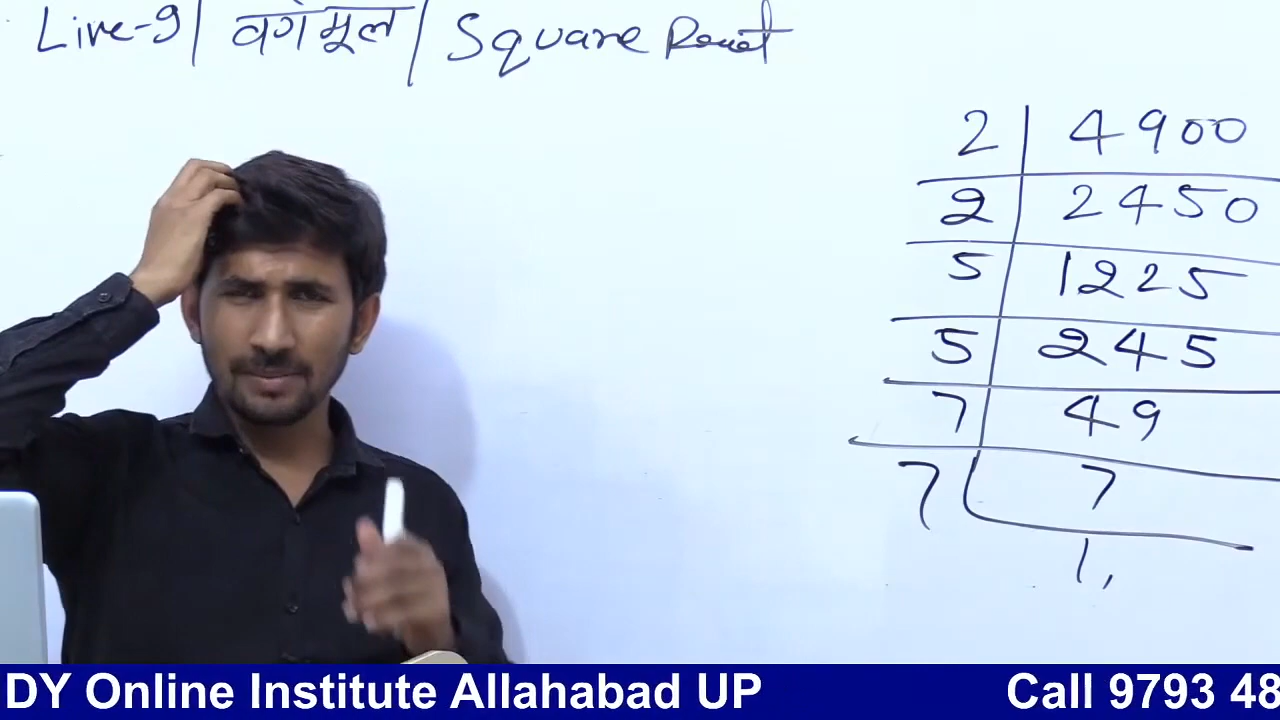 Live-9 | वर्गमूल | Square Rout
2 | 4900
2 | 2450
5 | 1225
5 | 245
7 | 49
7 | 7
1,
DY Online Institute Allahabad UP Call 9793 48